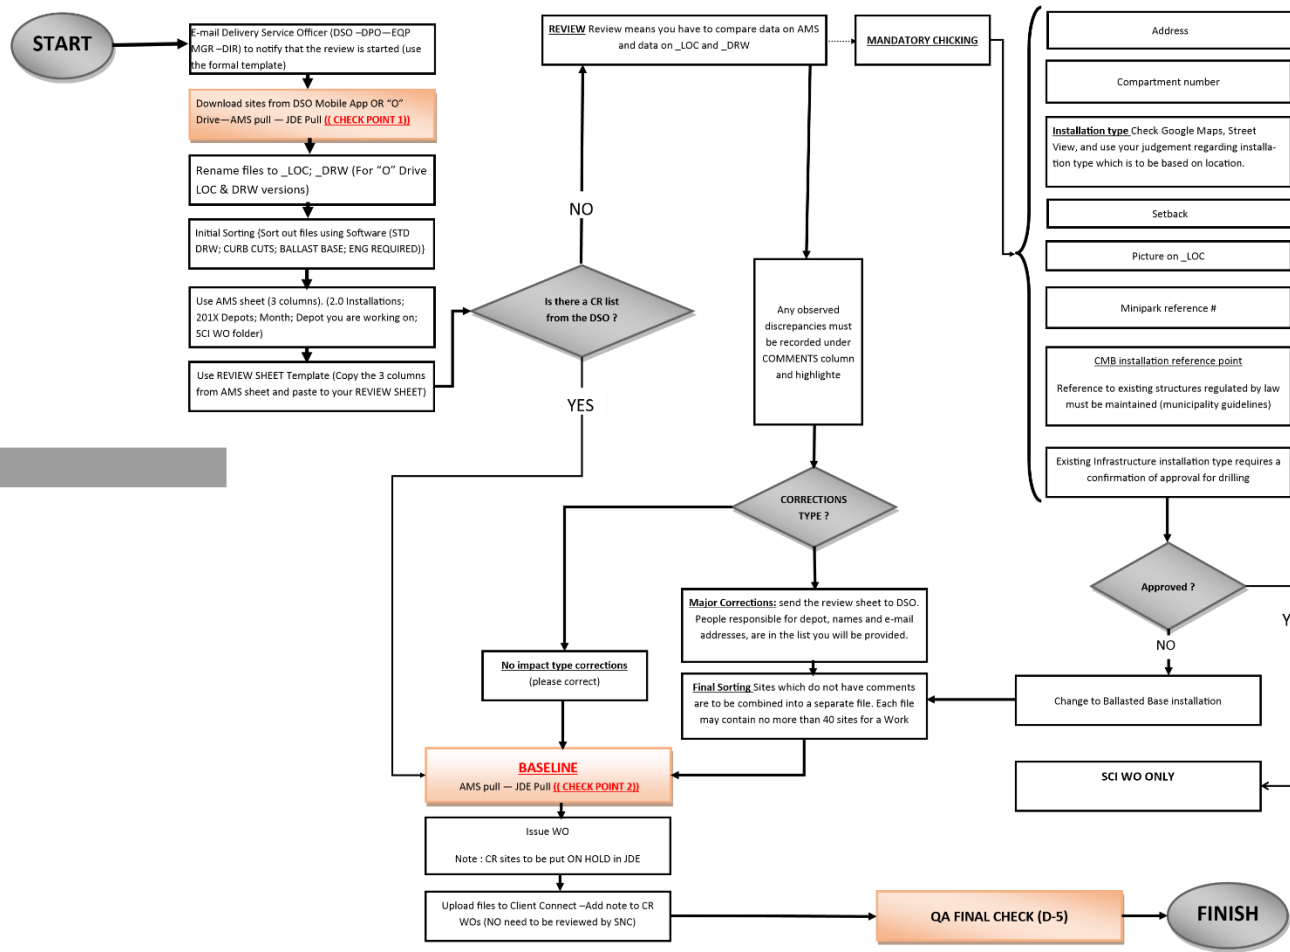 START
E-mail Delivery Service Officer (DSO –DPO—EQP
MGR –DIR) to notify that the review is started (use
the formal template)
Download sites from DSO Mobile App OR “O”
Drive—AMS pull — JDE Pull (( CHECK POINT 1))
Rename files to _LOC; _DRW (For “O” Drive
LOC & DRW versions)
Initial Sorting {Sort out files using Software (STD
DRW; CURB CUTS; BALLAST BASE; ENG REQUIRED)}
Use AMS sheet (3 columns). (2.0 Installations;
201X Depots; Month; Depot you are working on;
SCI WO folder)
Use REVIEW SHEET Template (Copy the 3 columns
from AMS sheet and paste to your REVIEW SHEET)
Is there a CR list
from the DSO ?
NO
YES
REVIEW Review means you have to compare data on AMS
and data on _LOC and _DRW
MANDATORY CHICKING
Address
Compartment number
Installation type Check Google Maps, Street
View, and use your judgement regarding installa-
tion type which is to be based on location.
Setback
Picture on _LOC
Minipark reference #
CMB installation reference point
Reference to existing structures regulated by law
must be maintained (municipality guidelines)
Existing Infrastructure installation type requires a
confirmation of approval for drilling
Any observed
discrepancies must
be recorded under
COMMENTS column
and highlighte
CORRECTIONS
TYPE ?
Approved ?
Y
NO
Major Corrections: send the review sheet to DSO.
People responsible for depot, names and e-mail
addresses, are in the list you will be provided.
No impact type corrections
(please correct)
Final Sorting Sites which do not have comments
are to be combined into a separate file. Each file
may contain no more than 40 sites for a Work
Change to Ballasted Base installation
BASELINE
AMS pull — JDE Pull (( CHECK POINT 2))
SCI WO ONLY
Issue WO
Note : CR sites to be put ON HOLD in JDE
Upload files to Client Connect –Add note to CR
WOs (NO need to be reviewed by SNC)
QA FINAL CHECK (D-5)
FINISH